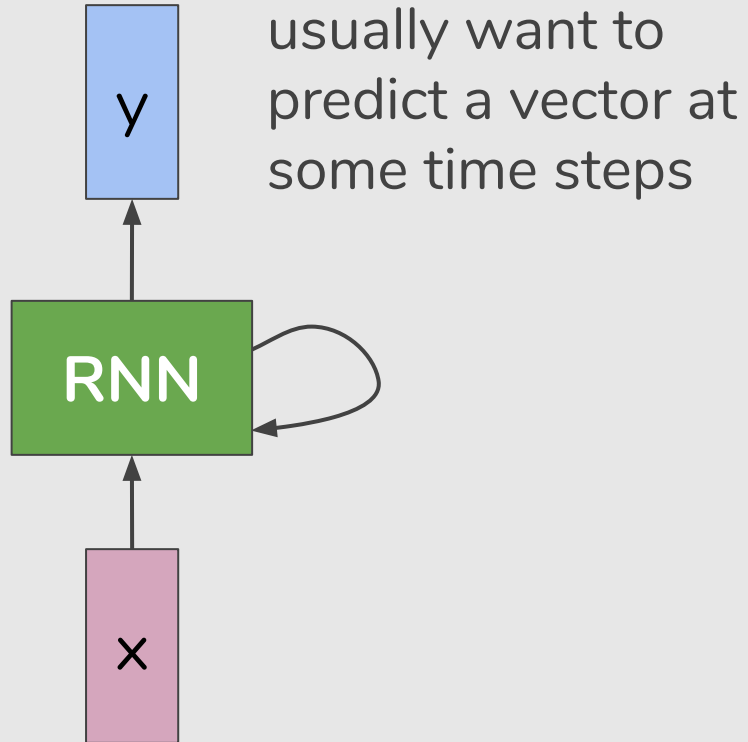 y
usually want to
predict a vector at
some time steps
RNN
x